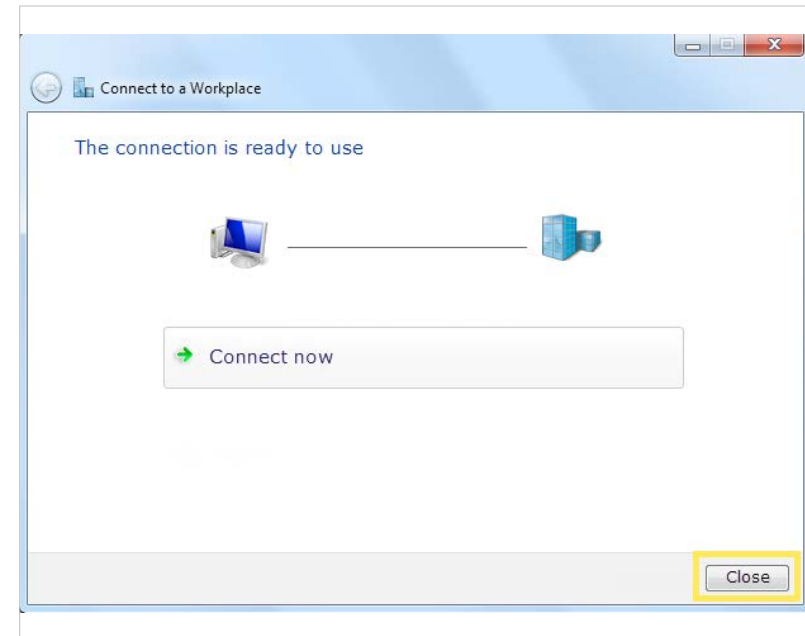 Connect to a Workplace
The connection is ready to use
Connect now
Close